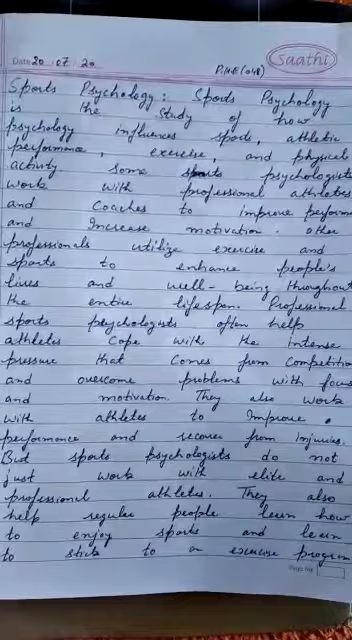 Date 20 07 20
P.H.E (048)
Saathi
Sports Psychology : Sports Psychology
is the study of how
psychology influences spots, athletic
performance, exercise, and physical
activity some sports psychologists
work with professional athletes
and Coaches to improve perform
and Increase motivation. other
professionals utilize exercise and
sports to enhance people's
lives and well-being throughout
the entire lifespan. Professional
sports psychologists often help
athletes Cope with the intense
pressure that comes from Competitio
and overcome problems with focus
and motivation. They also work
with athletes to Improve
performance and recover from injuries.
But sports psychologists do not
just work with elite and
professional athletes. They also
help regular people learn how
to enjoy sports and learn
to stick to an exercise program
Page No